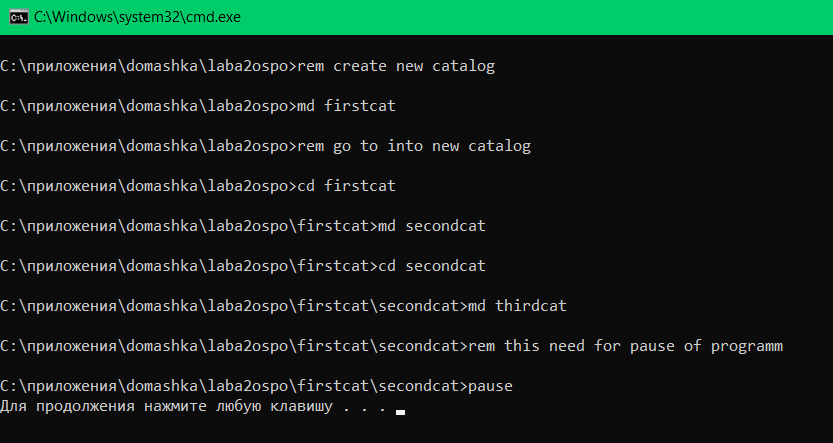 C:\Windows\system32\cmd.exe
C:\приложения\domashka\laba2ospo>rem create new catalog
C:\приложения\domashka\laba2ospo>md firstcat
C:\приложения\domashka\laba2ospo>rem go to into new catalog
C:\приложения\domashka\laba2ospo>cd firstcat
C:\приложения\domashka\laba2ospo\firstcat>md secondcat
C:\приложения\domashka\laba2ospo\firstcat>cd secondcat
C:\приложения\domashka\laba2ospo\firstcat\secondcat>md thirdcat
C:\приложения\domashka\laba2ospo\firstcat\secondcat>rem this need for pause of programm
C:\приложения\domashka\laba2ospo\firstcat\secondcat>pause
Для продолжения нажмите любую клавишу . . .